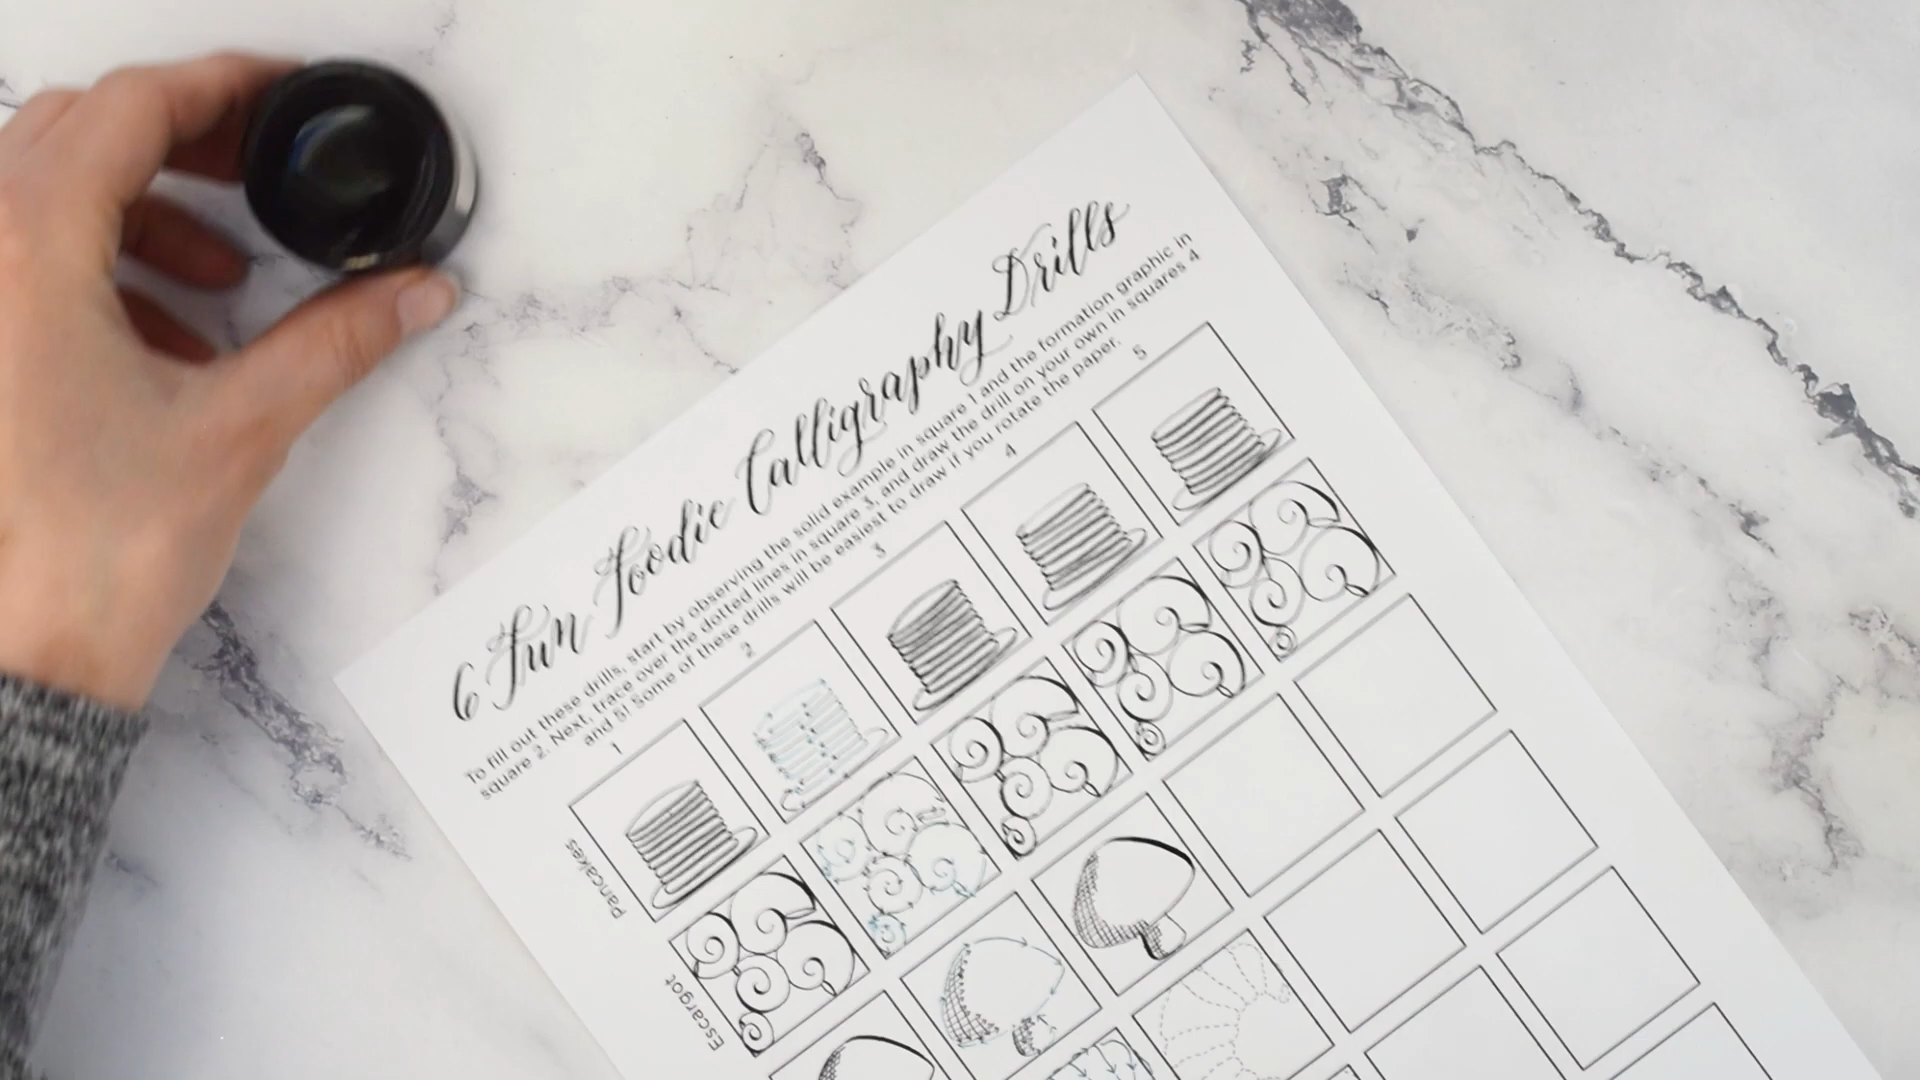 6 Fun Foodie Calligraphy Drills
To fill out these drills, start by observing the solid example in square 1 and the formation graphic in
square 2. Next, trace over the dotted lines in square 3, and draw the drill on your own in squares 4
and 5! Some of these drills will be easiest to draw if you rotate the paper.
1 2 3 4 5
Pancakes
Escargot